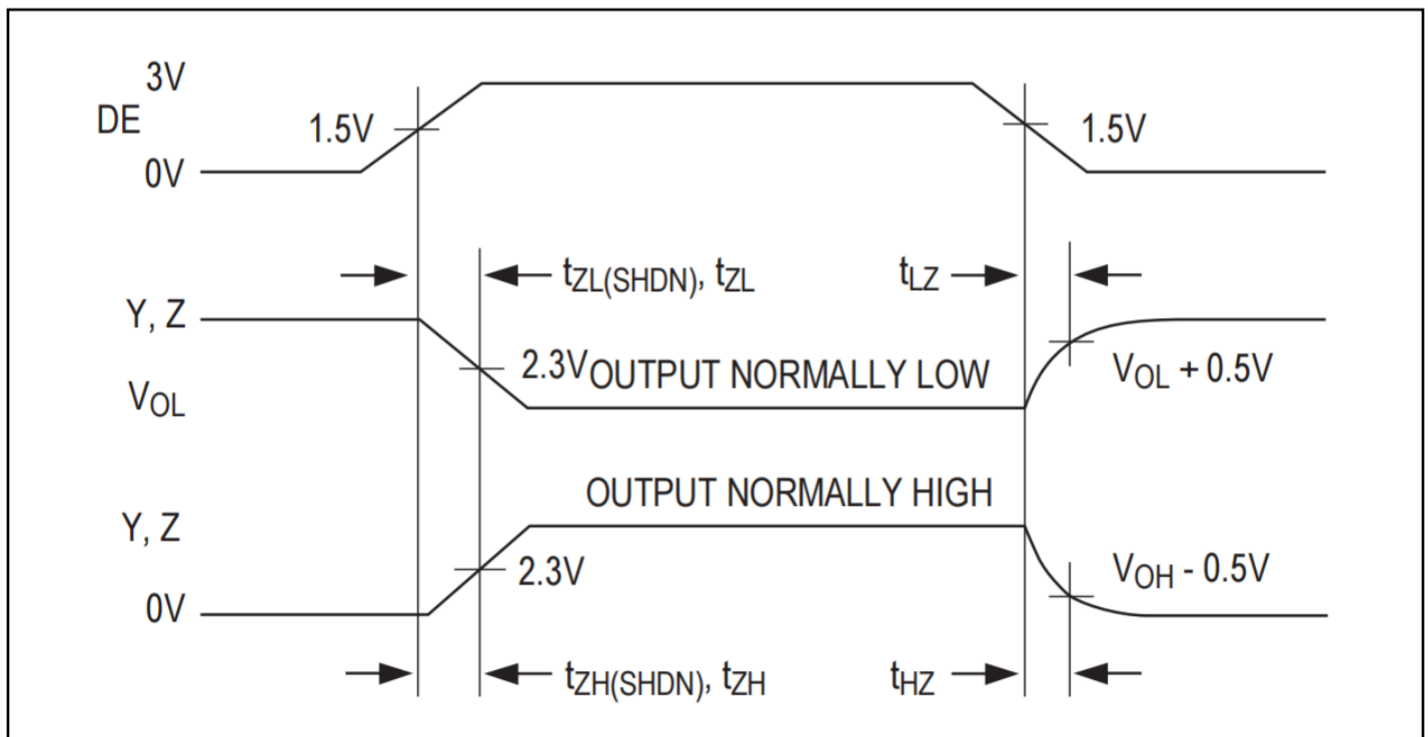 3V
DE
1.5V
1.5V
0V
tZL(SHDN), tZL
tLZ
Y, Z
2.3V
OUTPUT NORMALLY LOW
VOL + 0.5V
VOL
OUTPUT NORMALLY HIGH
Y, Z
2.3V
VOH - 0.5V
0V
tZH(SHDN), tZH
tHZ